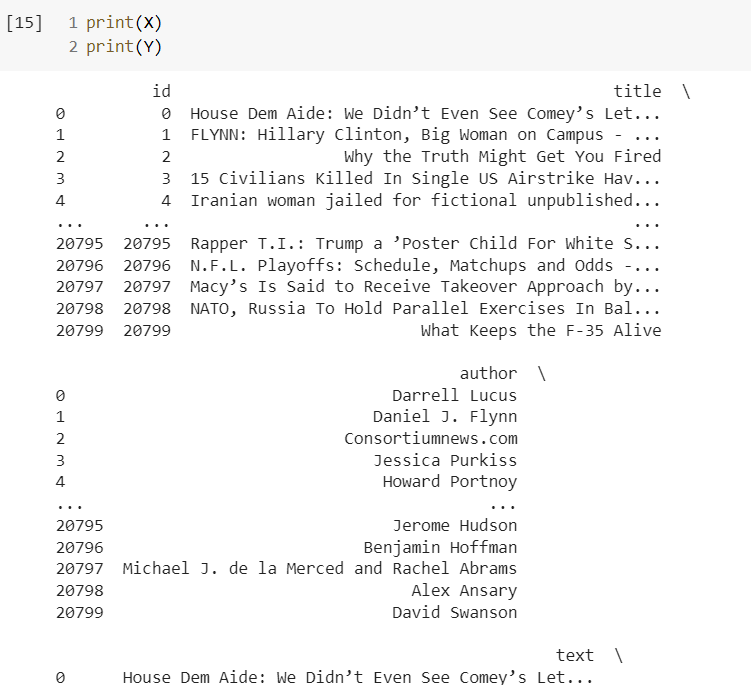 [15] 1 print(X)
2 print(Y)
id title \
0 0 House Dem Aide: We Didn’t Even See Comey’s Let...
1 1 FLYNN: Hillary Clinton, Big Woman on Campus - ...
2 2 Why the Truth Might Get You Fired
3 3 15 Civilians Killed In Single US Airstrike Hav...
4 4 Iranian woman jailed for fictional unpublished...
... ... ...
20795 20795 Rapper T.I.: Trump a ’Poster Child For White S...
20796 20796 N.F.L. Playoffs: Schedule, Matchups and Odds -...
20797 20797 Macy’s Is Said to Receive Takeover Approach by...
20798 20798 NATO, Russia To Hold Parallel Exercises In Bal...
20799 20799 What Keeps the F-35 Alive
author \
0 Darrell Lucus
1 Daniel J. Flynn
2 Consortiumnews.com
3 Jessica Purkiss
4 Howard Portnoy
... ...
20795 Jerome Hudson
20796 Benjamin Hoffman
20797 Michael J. de la Merced and Rachel Abrams
20798 Alex Ansary
20799 David Swanson
text \
0 House Dem Aide: We Didn’t Even See Comey’s Let...